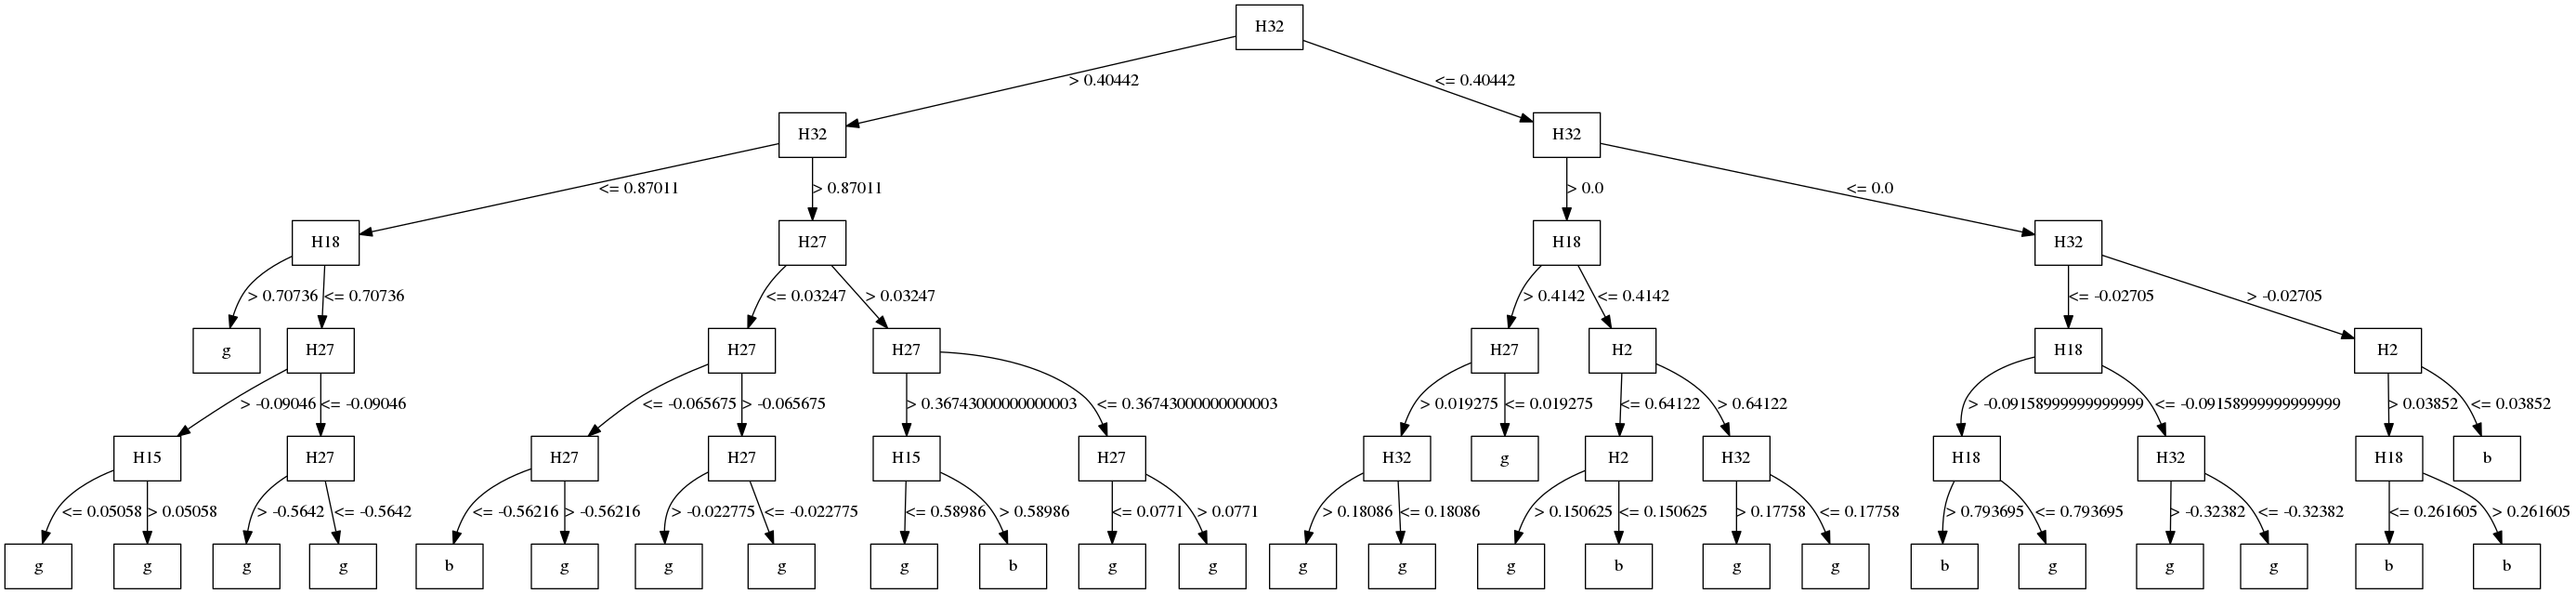 H32
> 0.40442
<= 0.40442
H32
H32
<= 0.87011
> 0.87011
> 0.0
<= 0.0
H18
H27
H18
H32
> 0.70736
<= 0.70736
<= 0.03247
> 0.03247
> 0.4142
<= 0.4142
<= -0.02705
> -0.02705
g
H27
H27
H27
H27
H2
H18
H2
> -0.09046
<= -0.09046
<= -0.065675
> -0.065675
> 0.36743000000000003
<= 0.36743000000000003
> 0.019275
<= 0.019275
<= 0.64122
> 0.64122
> -0.09158999999999999
<= -0.09158999999999999
> 0.03852
<= 0.03852
H15
H27
H27
H27
H15
H27
H32
g
H2
H32
H18
H32
H18
b
<= 0.05058
> 0.05058
> -0.5642
<= -0.5642
<= -0.56216
> -0.56216
> -0.022775
<= -0.022775
<= 0.58986
> 0.58986
<= 0.0771
> 0.0771
> 0.18086
<= 0.18086
> 0.150625
<= 0.150625
> 0.17758
<= 0.17758
> 0.793695
<= 0.793695
> -0.32382
<= -0.32382
<= 0.261605
> 0.261605
g
g
g
g
b
g
g
g
g
b
g
g
g
g
g
b
g
g
b
g
g
g
b
b